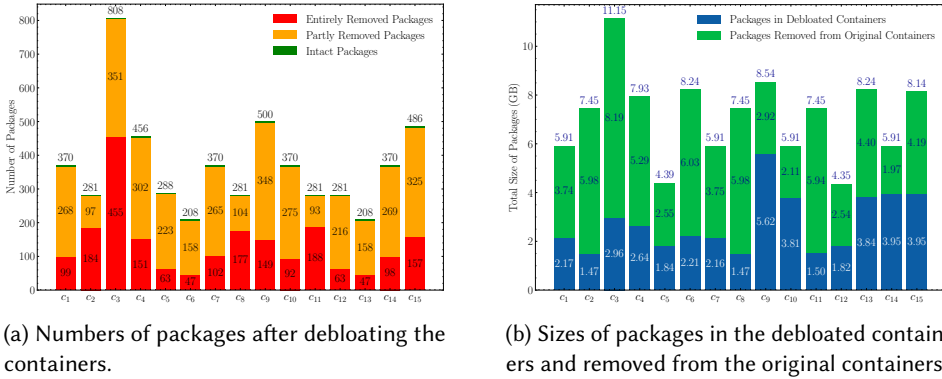 808
800
Entirely Removed Packages
Partly Removed Packages
Intact Packages
700
600
500
400
300
200
100
0
Number of Packages
370 281 456 288 208 370 281 500 370 281 281 208 370 486
268 97 351 302 223 158 265 104 348 275 93 216 158 269 325
99 184 455 151 63 47 102 177 149 92 188 63 47 98 157
c1 c2 c3 c4 c5 c6 c7 c8 c9 c10 c11 c12 c13 c14 c15
(a) Numbers of packages after debloating the
containers.
11.15
Packages in Debloated Containers
Packages Removed from Original Containers
10
8
6
4
2
0
Total Size of Packages (GB)
5.91 7.45 7.93 4.39 8.24 5.91 7.45 8.54 5.91 7.45 4.35 8.24 5.91 8.14
3.74 5.98 8.19 5.29 2.55 6.03 3.75 5.98 2.92 2.11 5.94 2.54 4.40 1.97 4.19
2.17 1.47 2.96 2.64 1.84 2.21 2.16 1.47 5.62 3.81 1.50 1.82 3.84 3.95 3.95
c1 c2 c3 c4 c5 c6 c7 c8 c9 c10 c11 c12 c13 c14 c15
(b) Sizes of packages in the debloated contain
ers and removed from the original containers